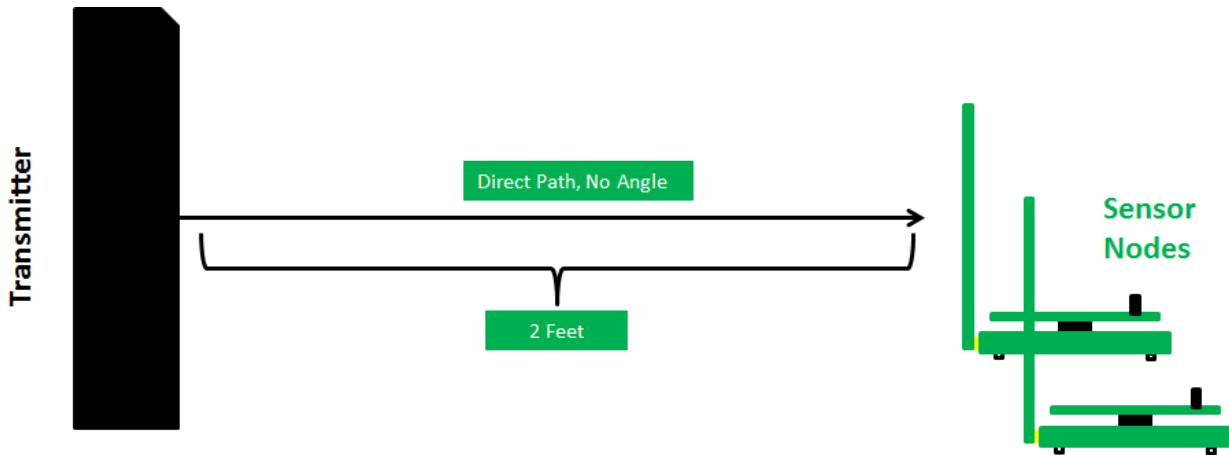 Transmitter
Direct Path, No Angle
2 Feet
Sensor
Nodes